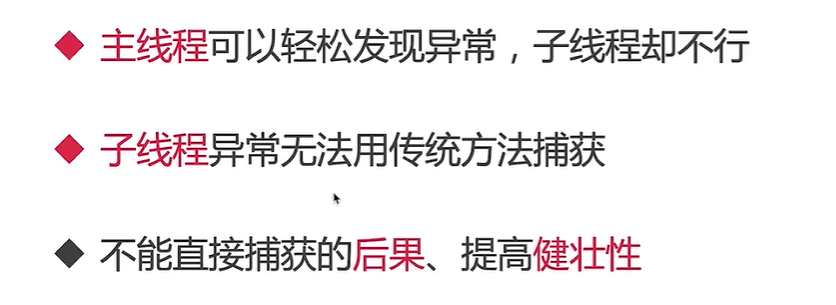 主线程可以轻松发现异常，子线程却不行
子线程异常无法用传统方法捕获
不能直接捕获的后果、提高健壮性